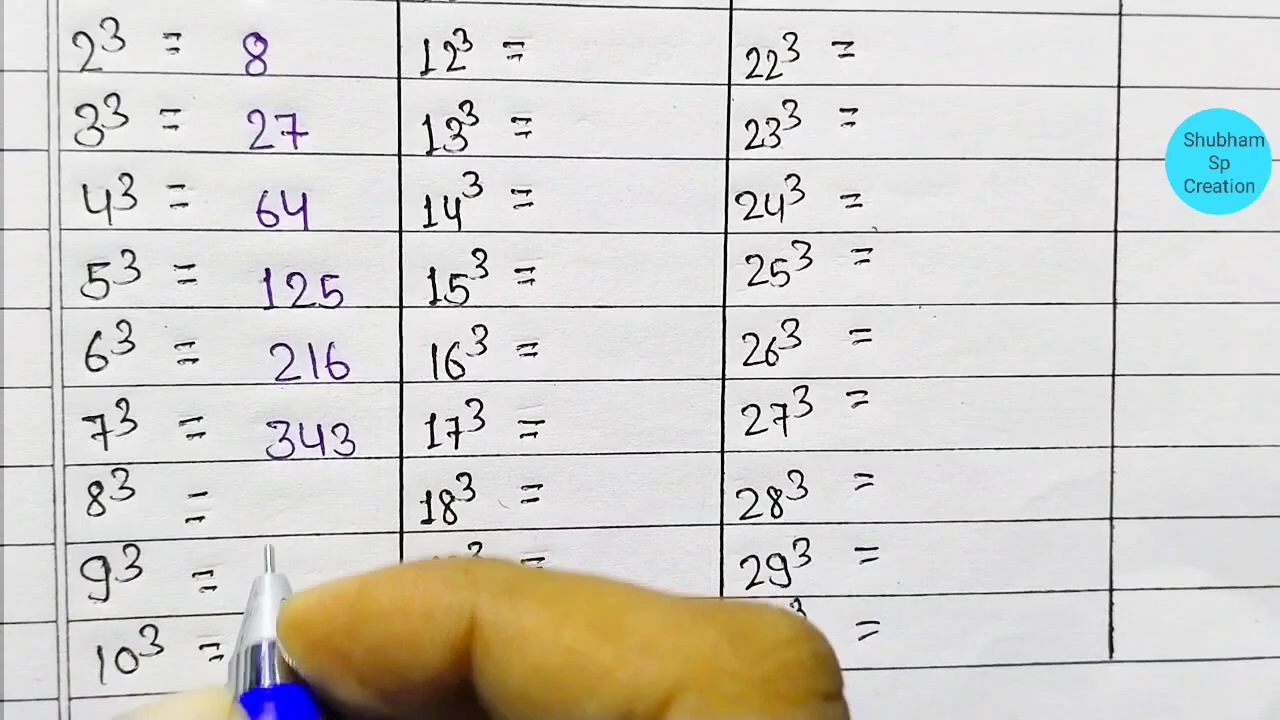 2³ = 8
3³ = 27
4³ = 64
5³ = 125
6³ = 216
7³ = 343
8³ =
9³ =
10³ =
12³ =
13³ =
14³ =
15³ =
16³ =
17³ =
18³ =
=
22³ =
23³ =
24³ =
25³ =
26³ =
27³ =
28³ =
29³ =
³ =
Shubham
Sp
Creation